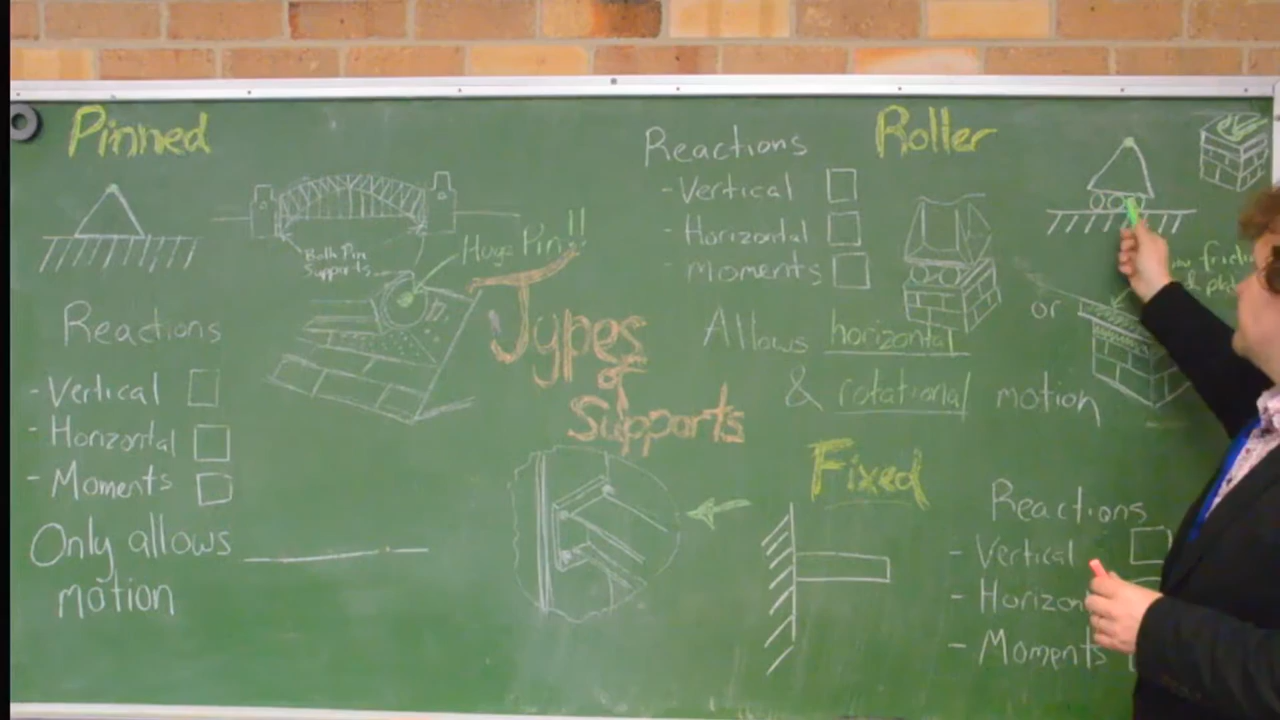 Pinned
Both Pin
Supports
Huge Pin!!
Reactions
- Vertical
- Horizontal
- Moments
Only allows
motion
Types
of
Supports
Reactions
- Vertical
- Horizontal
- Moments
Roller
or
Allows horizontal
& rotational motion
Fixed
Reactions
- Vertical
- Horizon
- Moments